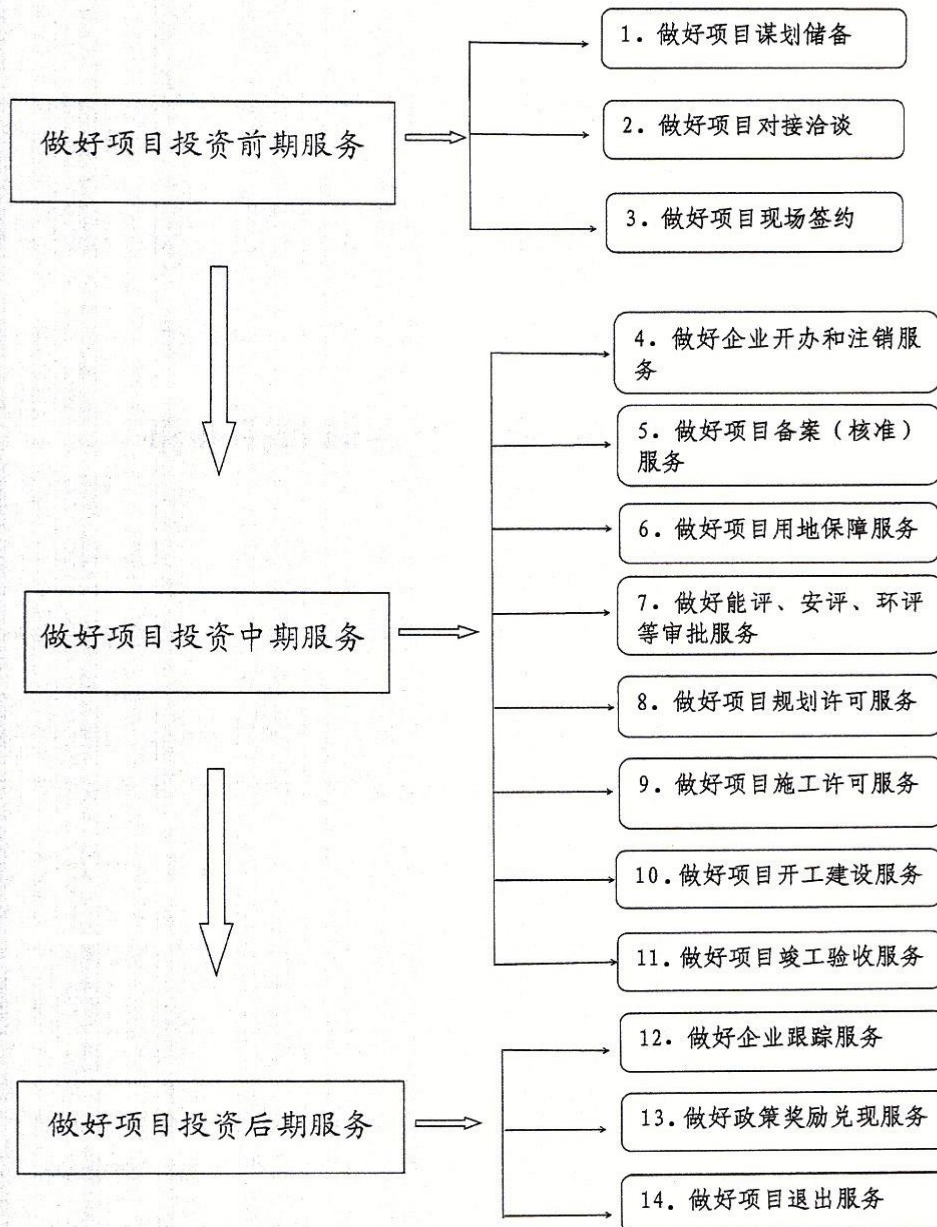 做好项目投资前期服务
1. 做好项目谋划储备
2. 做好项目对接洽谈
3. 做好项目现场签约
做好项目投资中期服务
4. 做好企业开办和注销服
务
5. 做好项目备案（核准）
服务
6. 做好项目用地保障服务
7. 做好能评、安评、环评
等审批服务
8. 做好项目规划许可服务
9. 做好项目施工许可服务
10. 做好项目开工建设服务
11. 做好项目竣工验收服务
做好项目投资后期服务
12. 做好企业跟踪服务
13. 做好政策奖励兑现服务
14. 做好项目退出服务